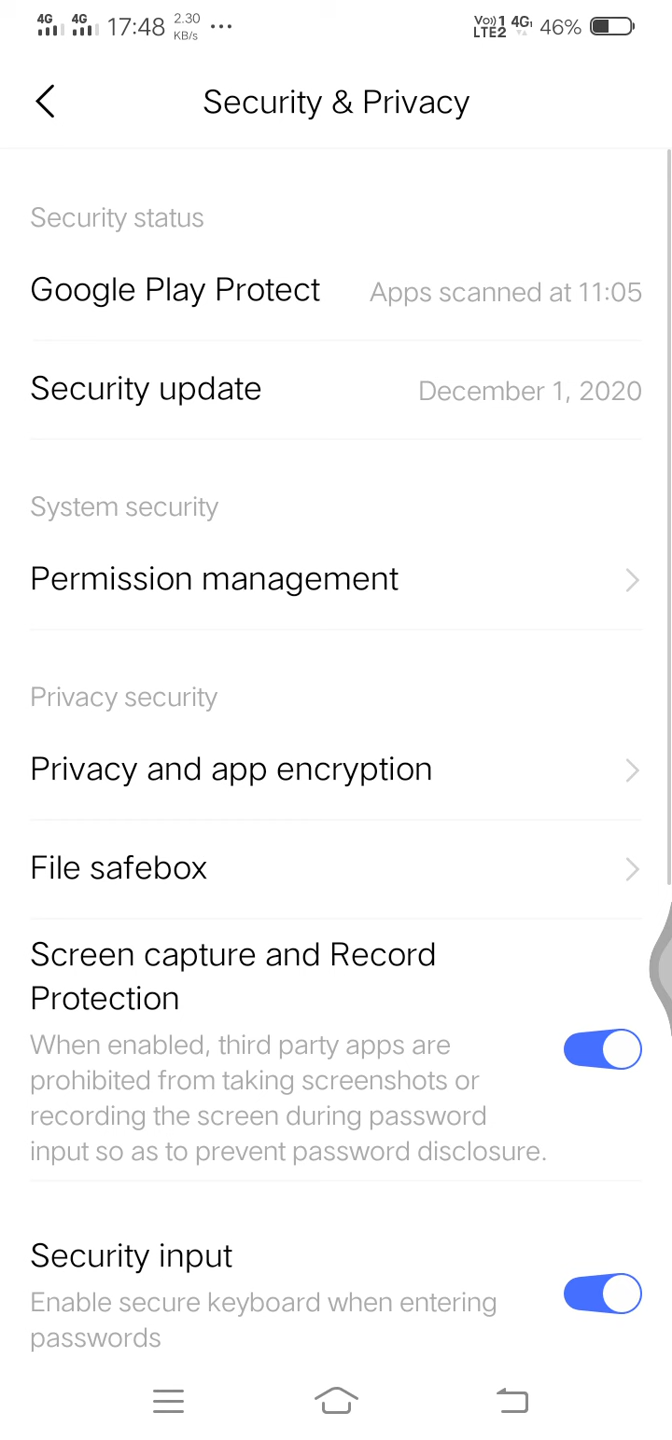 4G 4G 17:48 2.30 KB/s ... Vo)) 1 LTE2 4G 46%
Security & Privacy
Security status
Google Play Protect Apps scanned at 11:05
Security update December 1, 2020
System security
Permission management
Privacy security
Privacy and app encryption
File safebox
Screen capture and Record
Protection
When enabled, third party apps are
prohibited from taking screenshots or
recording the screen during password
input so as to prevent password disclosure.
Security input
Enable secure keyboard when entering
passwords